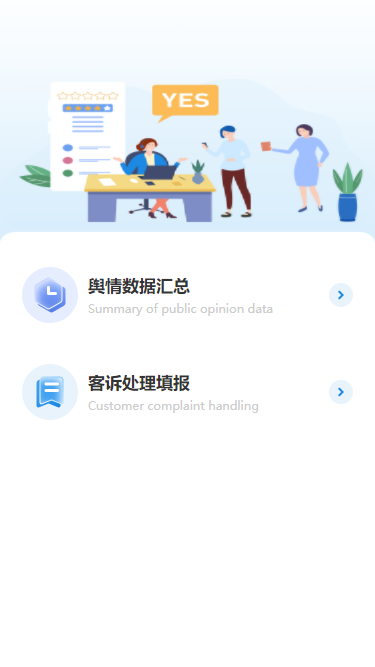 YES
舆情数据汇总
Summary of public opinion data
客诉处理填报
Customer complaint handling